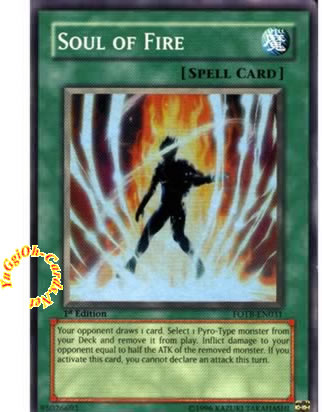 SOUL OF FIRE
[SPELL CARD]
YuGgiOh-Cards.Net
1st Edition
FOTB-EN031
Your opponent draws 1 card. Select 1 Pyro-Type monster from
your Deck and remove it from play. Inflict damage to your
opponent equal to half the ATK of the removed monster. If you
activate this card, you cannot declare an attack this turn.
©1996 KAZUKI TAKAHASHI